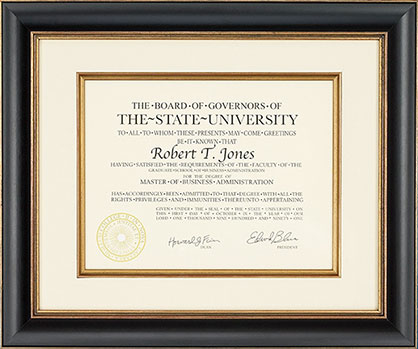 THE•BOARD•OF•GOVERNORS•OF
THE~STATE~UNIVERSITY
TO•ALL•TO•WHOM•THESE•PRESENTS•MAY•COME•GREETINGS
BE•IT•KNOWN•THAT
Robert T. Jones
HAVING•SATISFIED•THE•REQUIREMENTS•OF•THE•FACULTY•OF•THE
GRADUATE•SCHOOL•OF•BUSINESS•ADMINISTRATION
FOR•THE•DEGREE•OF
MASTER•OF•BUSINESS•ADMINISTRATION
HAS•ACCORDINGLY•BEEN•ADMITTED•TO•THAT•DEGREE•WITH•ALL•THE
RIGHTS•PRIVILEGES•AND•IMMUNITIES•THEREUNTO•APPERTAINING
GIVEN•UNDER•THE•SEAL•OF•THE•STATE•UNIVERSITY•ON
THIS•FIRST•DAY•OF•OCTOBER•IN•THE•YEAR•OF•OUR
LORD•ONE•THOUSAND•NINE•HUNDRED•AND•NINETY•ONE
DEAN
PRESIDENT